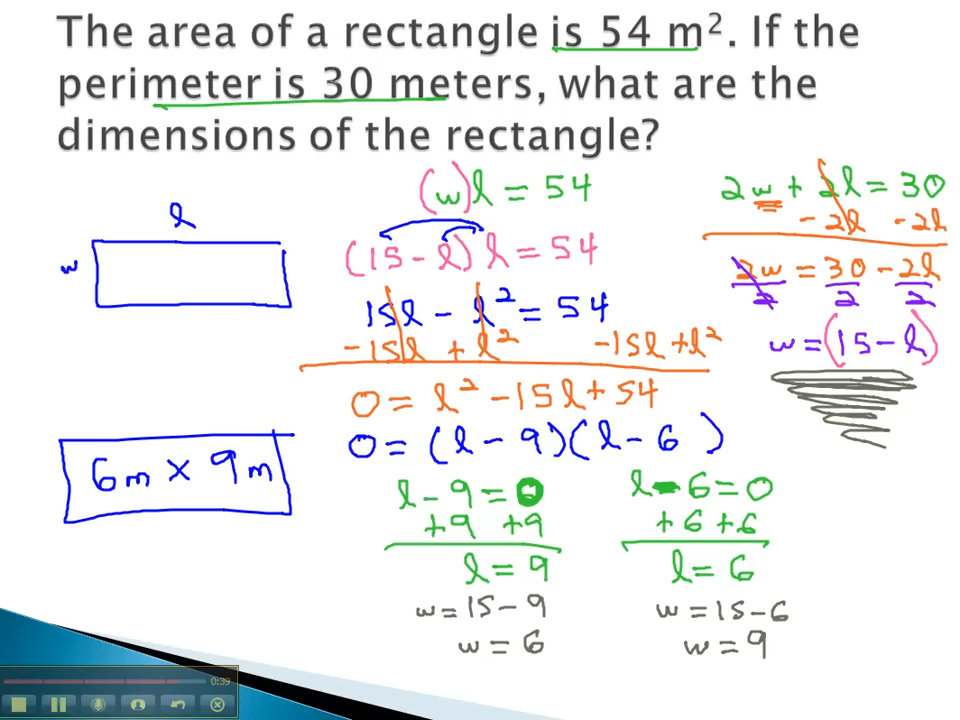 The area of a rectangle is 54 m². If the
perimeter is 30 meters, what are the
dimensions of the rectangle?
l
w
(w)l = 54
(15 - l) l = 54
15l - l² = 54
-15l + l² -15l + l²
0 = l² - 15l + 54
0 = (l - 9)(l - 6)
l - 9 = 0
+9 +9
l = 9
w = 15 - 9
w = 6
l - 6 = 0
+6 +6
l = 6
w = 15 - 6
w = 9
2w + 2l = 30
- 2l - 2l
2w = 30 - 2l
2 2 2
w = (15 - l)
6m x 9m
0:39